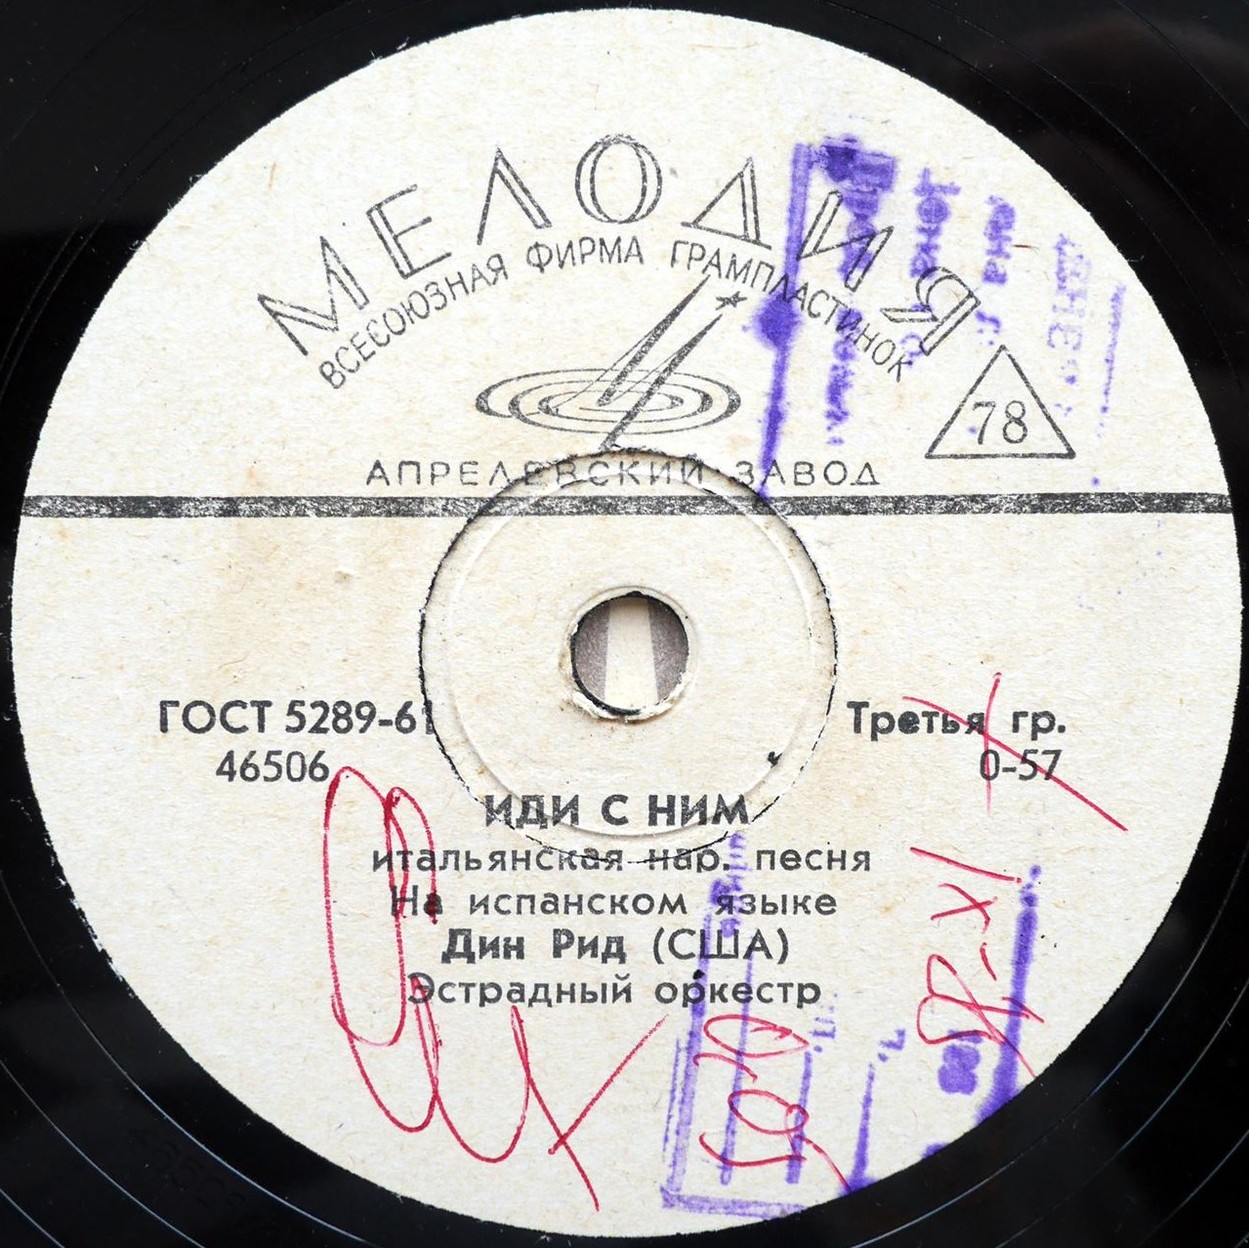 МЕЛОДИЯ
ВСЕСОЮЗНАЯ ФИРМА ГРАМПЛАСТИНОК
78
АПРЕЛЕВСКИЙ ЗАВОД
ГОСТ 5289-61 Третья гр.
46506 0-57
ИДИ С НИМ
итальянская нар. песня
На испанском языке
Дин Рид (США)
Эстрадный оркестр